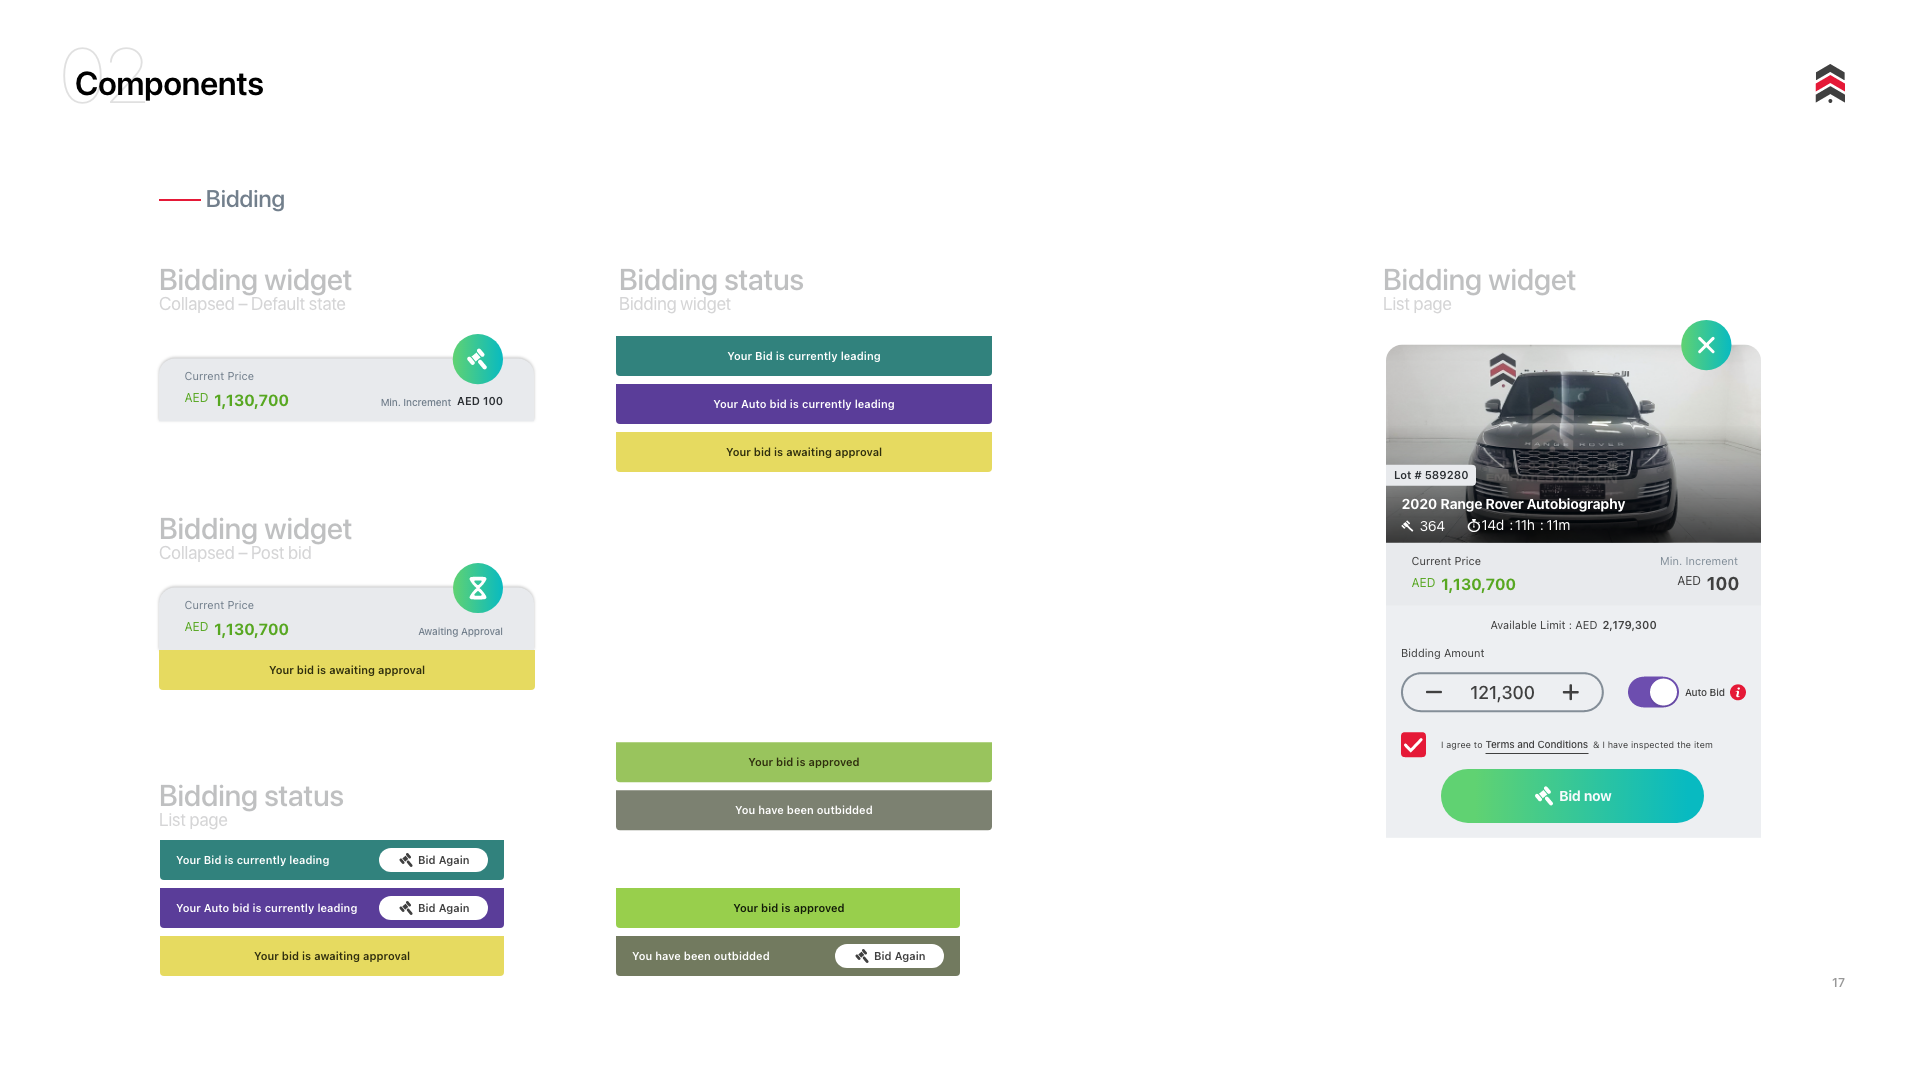 02
Components
Bidding
Bidding widget
Collapsed – Default state
Current Price
AED 1,130,700
Min. Increment AED 100
Bidding widget
Collapsed – Post bid
Current Price
AED 1,130,700
Awaiting Approval
Your bid is awaiting approval
Bidding status
List page
Your Bid is currently leading
Bid Again
Your Auto bid is currently leading
Bid Again
Your bid is awaiting approval
Bidding status
Bidding widget
Your Bid is currently leading
Your Auto bid is currently leading
Your bid is awaiting approval
Your bid is approved
You have been outbidded
Your bid is approved
You have been outbidded
Bid Again
Bidding widget
List page
RANGE ROVER
Lot # 589280
2020 Range Rover Autobiography
364 14d : 11h : 11m
Current Price
AED 1,130,700
Min. Increment
AED 100
Available Limit : AED 2,179,300
Bidding Amount
121,300
Auto Bid i
I agree to Terms and Conditions & I have inspected the item
Bid now
17